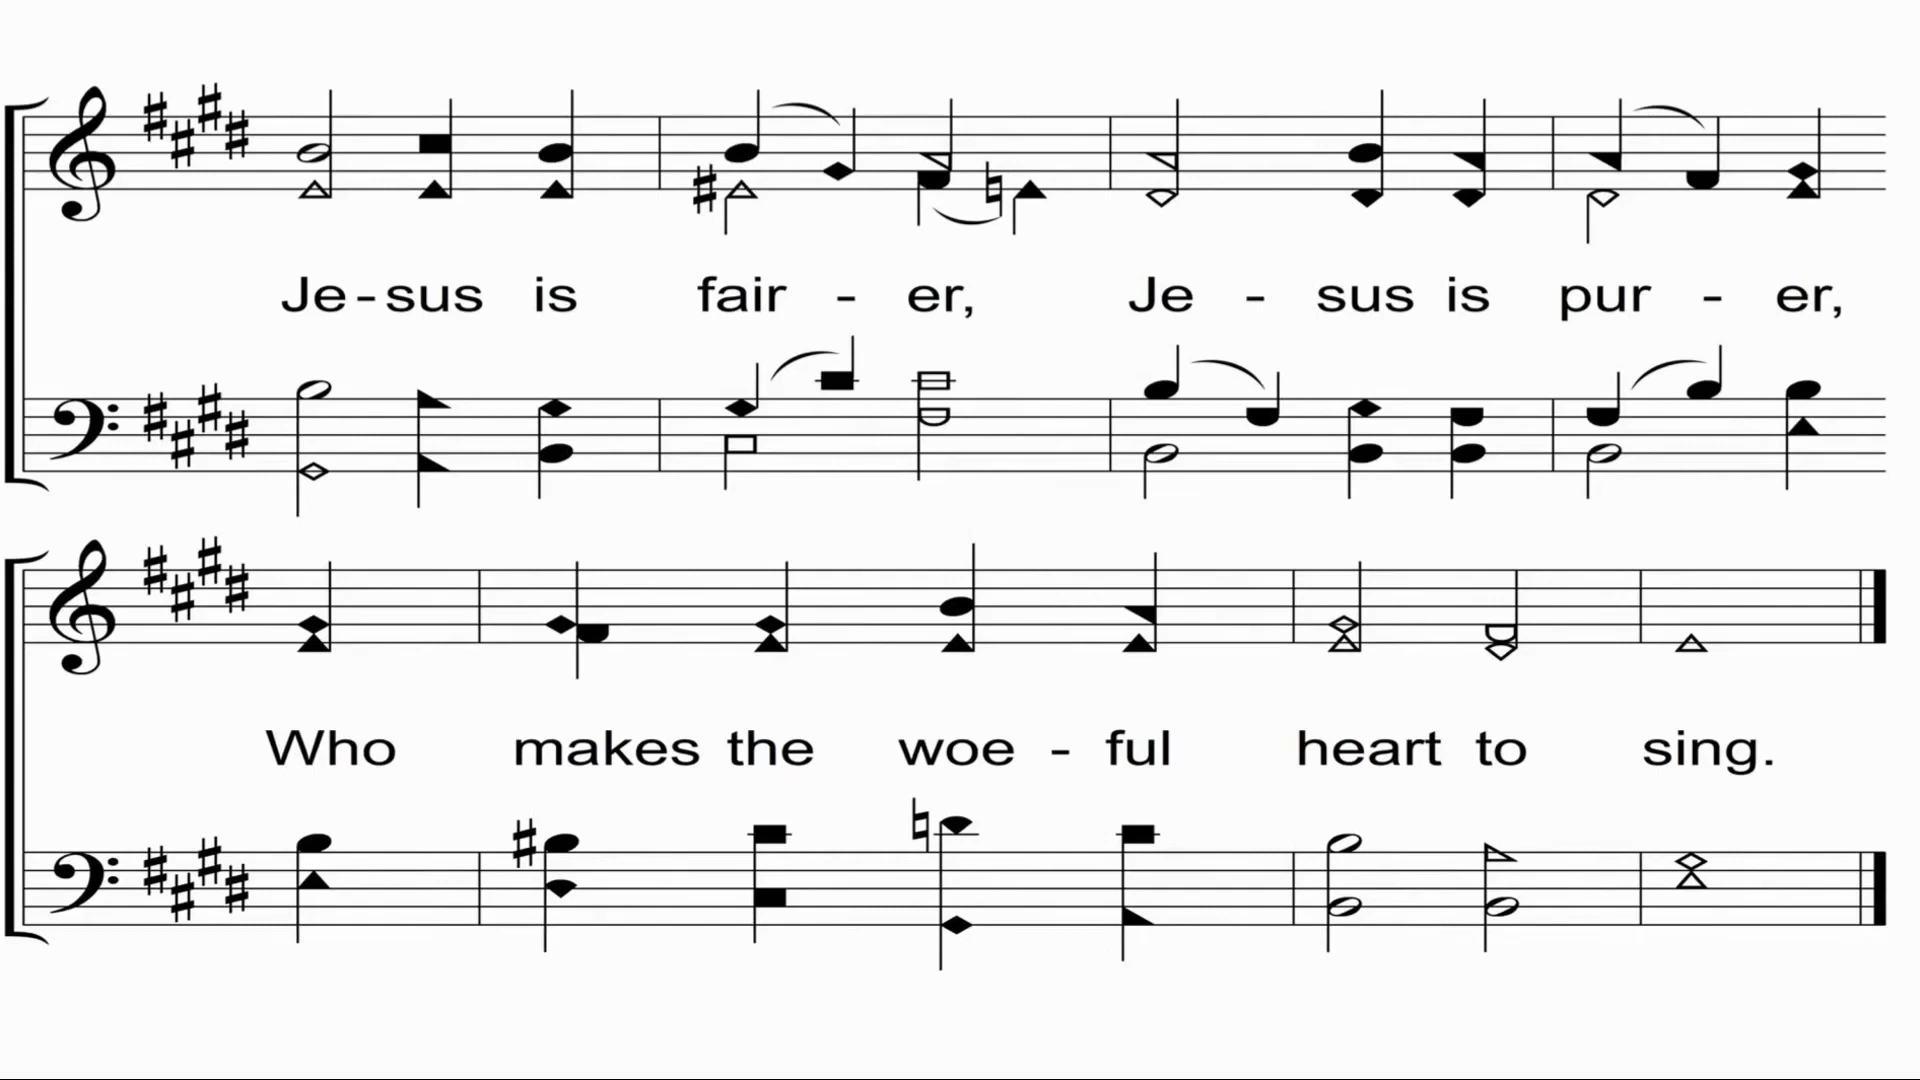 Je-sus is fair - er, Je - sus is pur - er,
Who makes the woe - ful heart to sing.